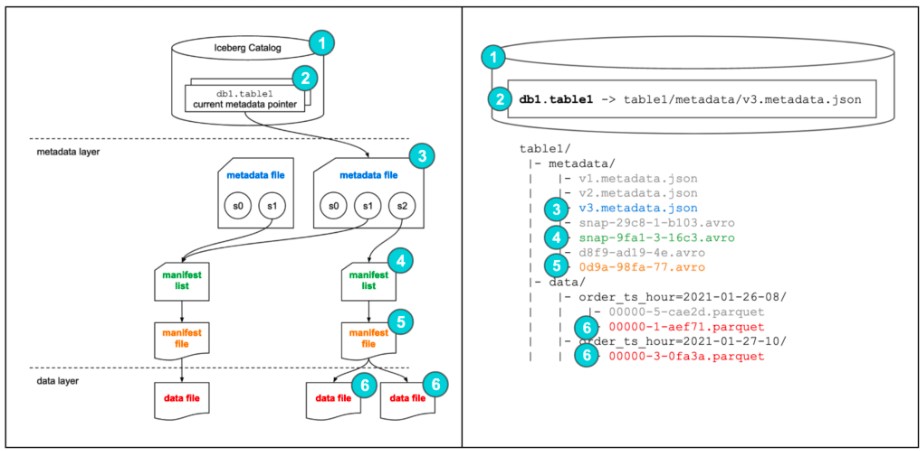 Iceberg Catalog
1
2
db1.table1
current metadata pointer
metadata layer
3
metadata file
metadata file
s0
s1
s0
s1
s2
4
manifest
list
manifest
list
5
manifest
file
manifest
file
data layer
6
6
data file
data file
data file
1
2
db1.table1 -> table1/metadata/v3.metadata.json
table1/
|- metadata/
| |- v1.metadata.json
| |- v2.metadata.json
| 3 - v3.metadata.json
| |- snap-29c8-1-b103.avro
| 4 - snap-9fa1-3-16c3.avro
| |- d8f9-ad19-4e.avro
| 5 - 0d9a-98fa-77.avro
|- data/
| |- order_ts_hour=2021-01-26-08/
| | |- 00000-5-cae2d.parquet
| | 6 - 00000-1-aef71.parquet
| |- order_ts_hour=2021-01-27-10/
| | 6 - 00000-3-0fa3a.parquet